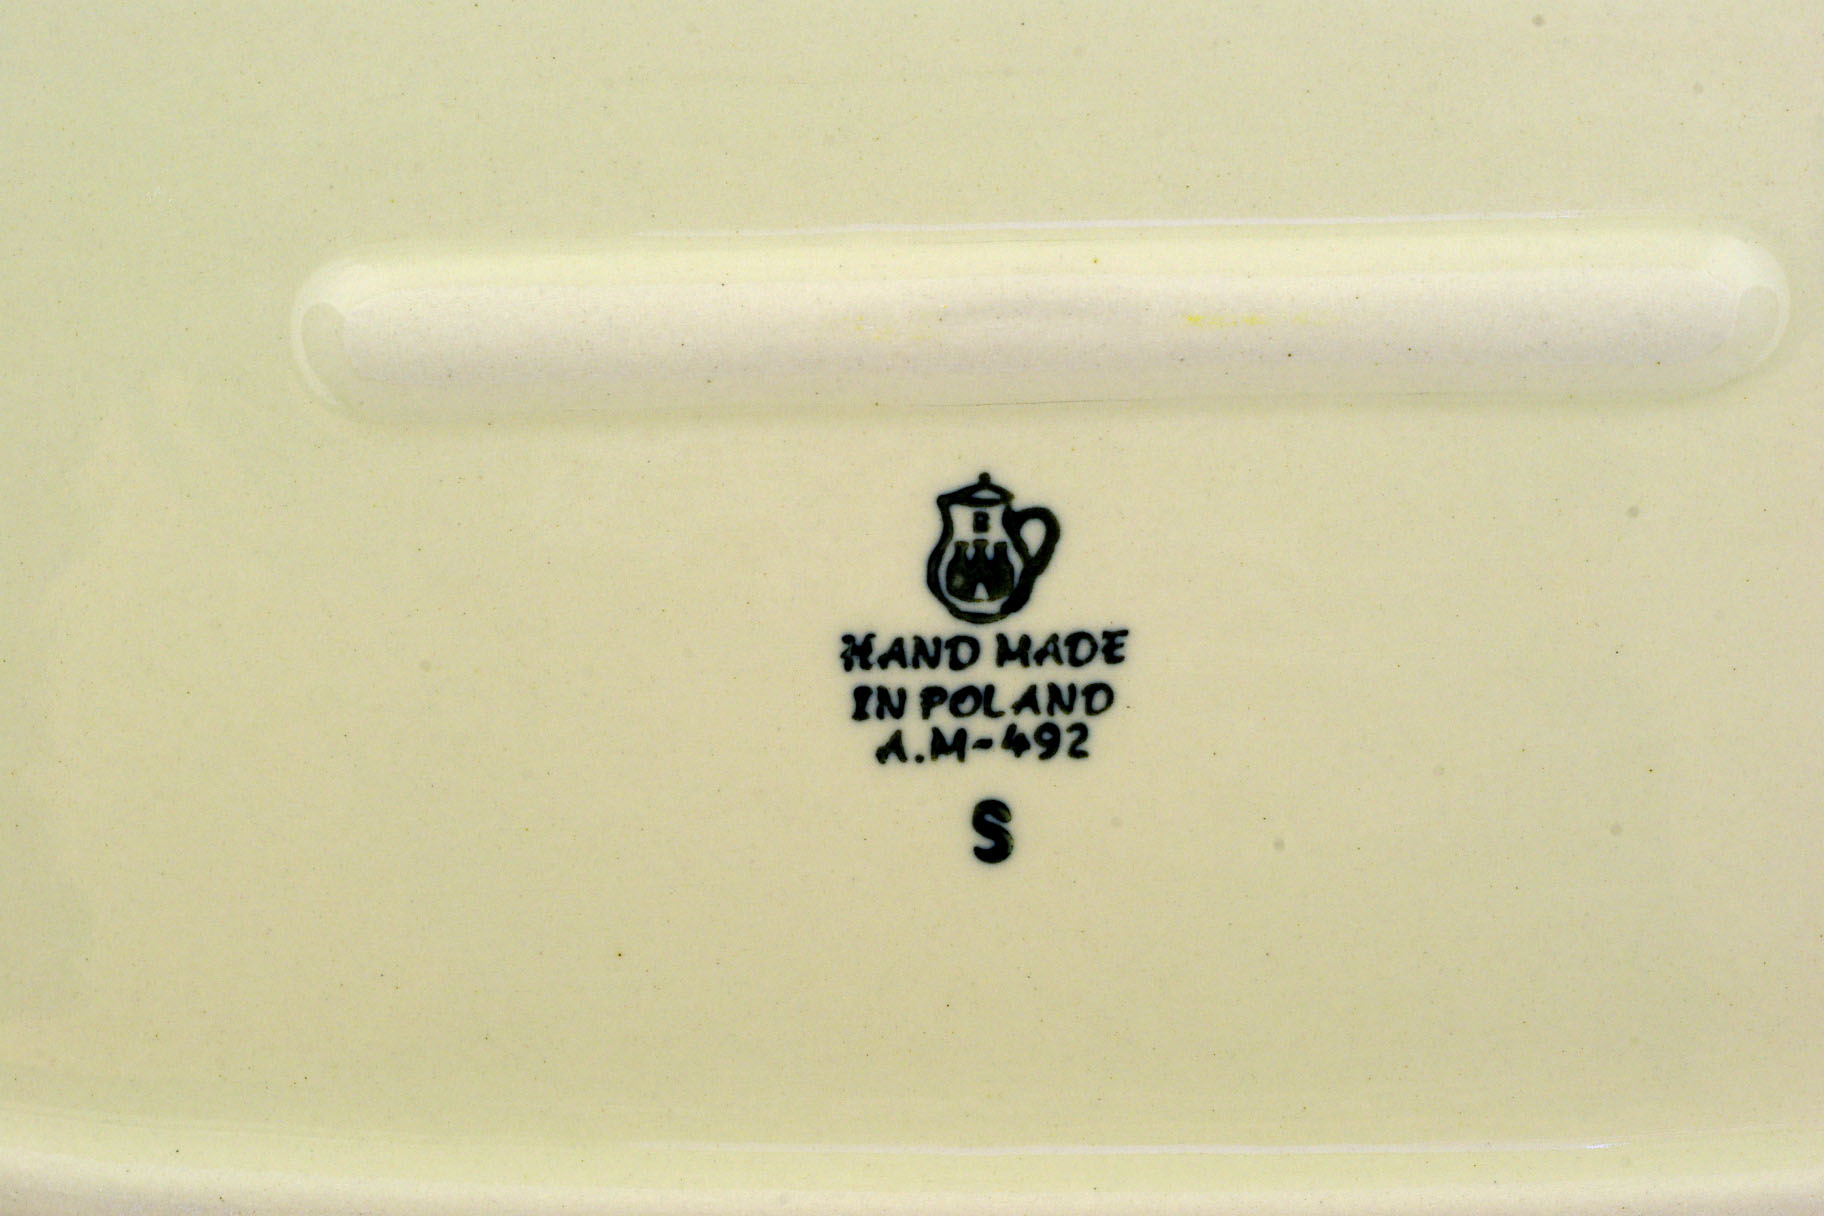 B
HAND MADE
IN POLAND
A.M-492
S